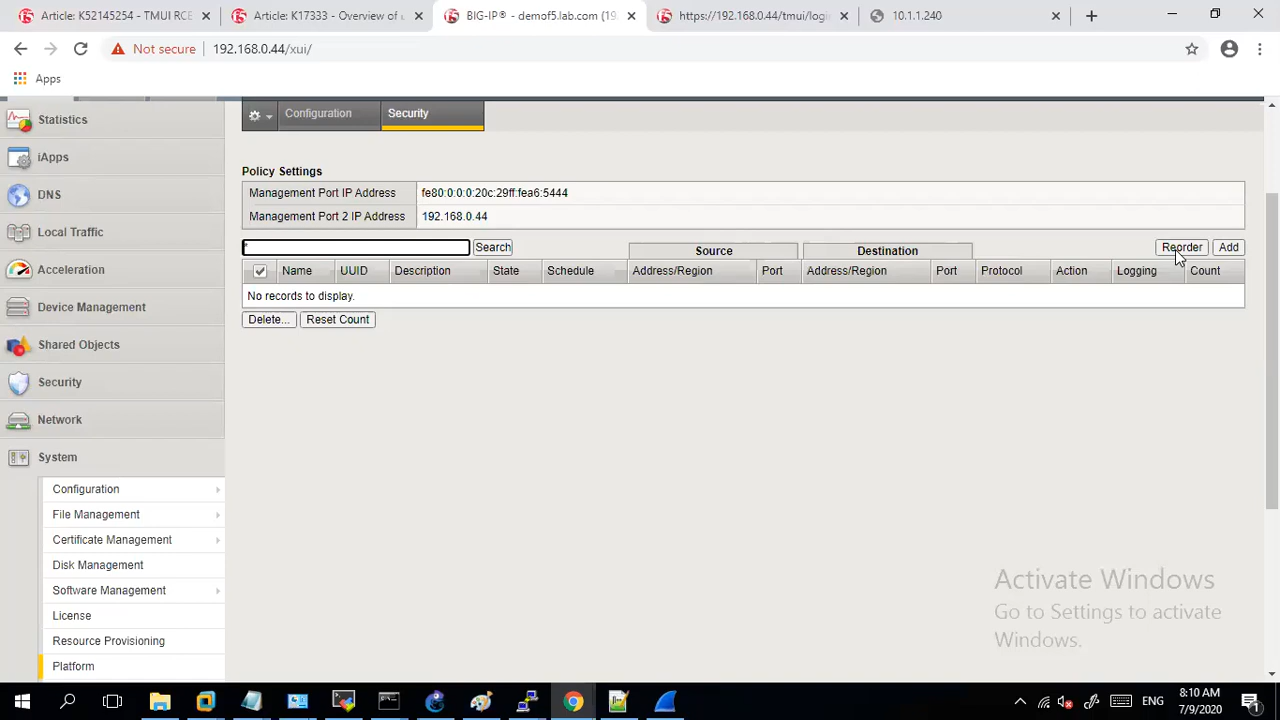 Article: K52145254 - TMUI RCE
Article: K17333 - Overview of
BIG-IP® - demof5.lab.com (19
https://192.168.0.44/tmui/logi
10.1.1.240
Not secure
192.168.0.44/xui/
Apps
Statistics
iApps
DNS
Local Traffic
Acceleration
Device Management
Shared Objects
Security
Network
System
Configuration
File Management
Certificate Management
Disk Management
Software Management
License
Resource Provisioning
Platform
Configuration
Security
Policy Settings
Management Port IP Address fe80:0:0:0:20c:29ff:fea6:5444
Management Port 2 IP Address 192.168.0.44
* Search Source Destination Reorder Add
Name UUID Description State Schedule Address/Region Port Address/Region Port Protocol Action Logging Count
No records to display.
Delete... Reset Count
Activate Windows
Go to Settings to activate
Windows.
ENG
8:10 AM
7/9/2020
1